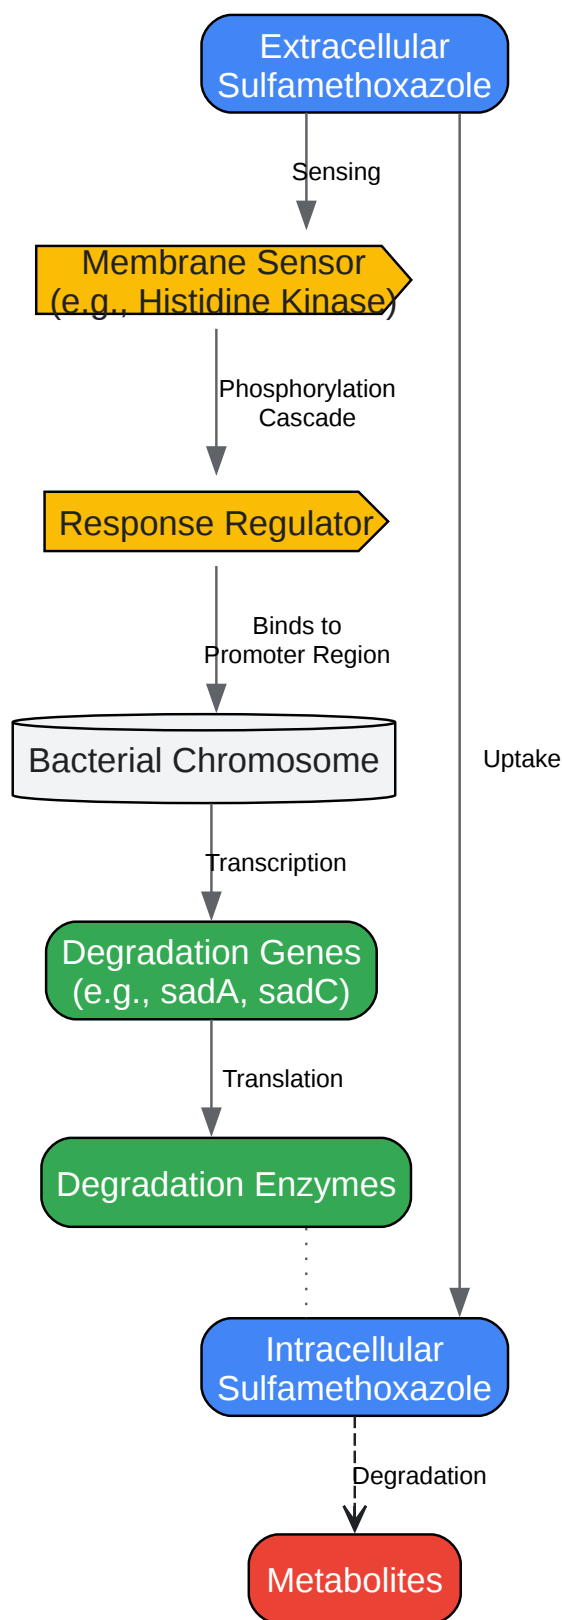 Extracellular
Sulfamethoxazole
Sensing
Membrane Sensor
(e.g., Histidine Kinase)
Phosphorylation
Cascade
Response Regulator
Binds to
Promoter Region
Bacterial Chromosome
Uptake
Transcription
Degradation Genes
(e.g., sadA, sadC)
Translation
Degradation Enzymes
Intracellular
Sulfamethoxazole
Degradation
Metabolites